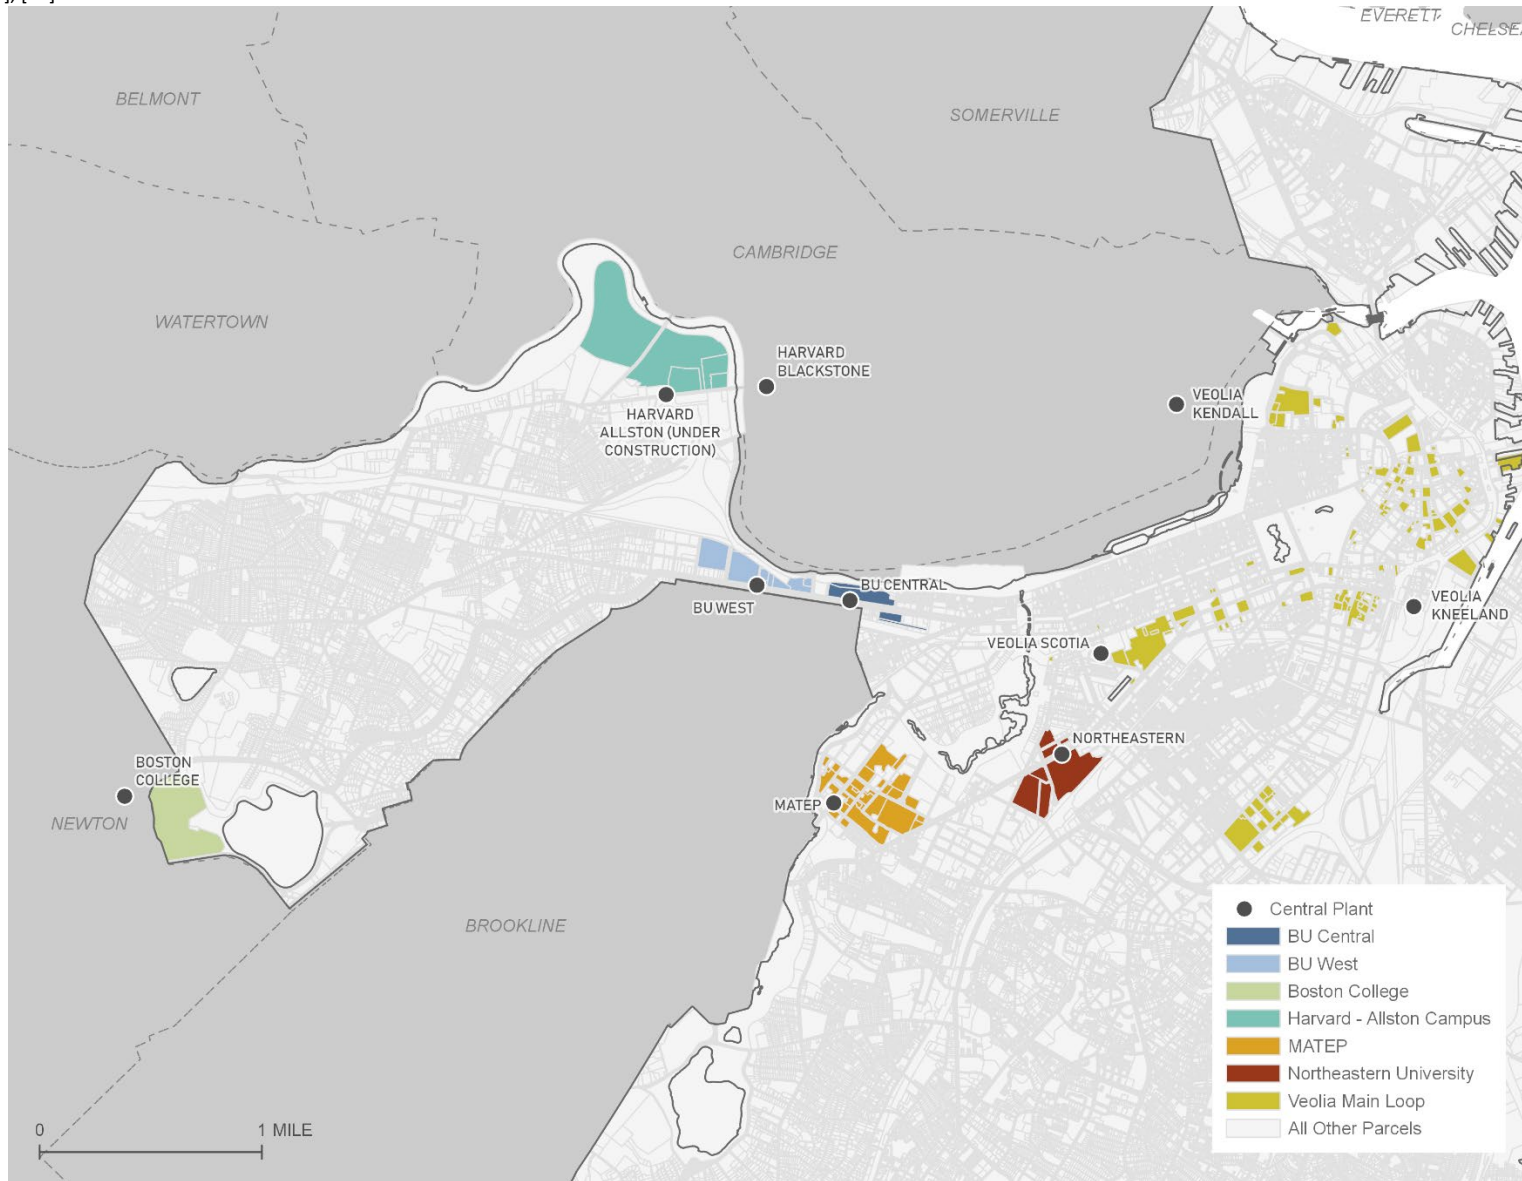 EVERETT
CHELSEA
BELMONT
SOMERVILLE
CAMBRIDGE
WATERTOWN
HARVARD
BLACKSTONE
VEOLIA
KENDALL
HARVARD
ALLSTON (UNDER
CONSTRUCTION)
BU CENTRAL
BU WEST
VEOLIA
KNEELAND
VEOLIA SCOTIA
NORTHEASTERN
BOSTON
COLLEGE
MATEP
NEWTON
BROOKLINE
Central Plant
BU Central
BU West
Boston College
Harvard - Allston Campus
MATEP
Northeastern University
Veolia Main Loop
All Other Parcels
0 1 MILE